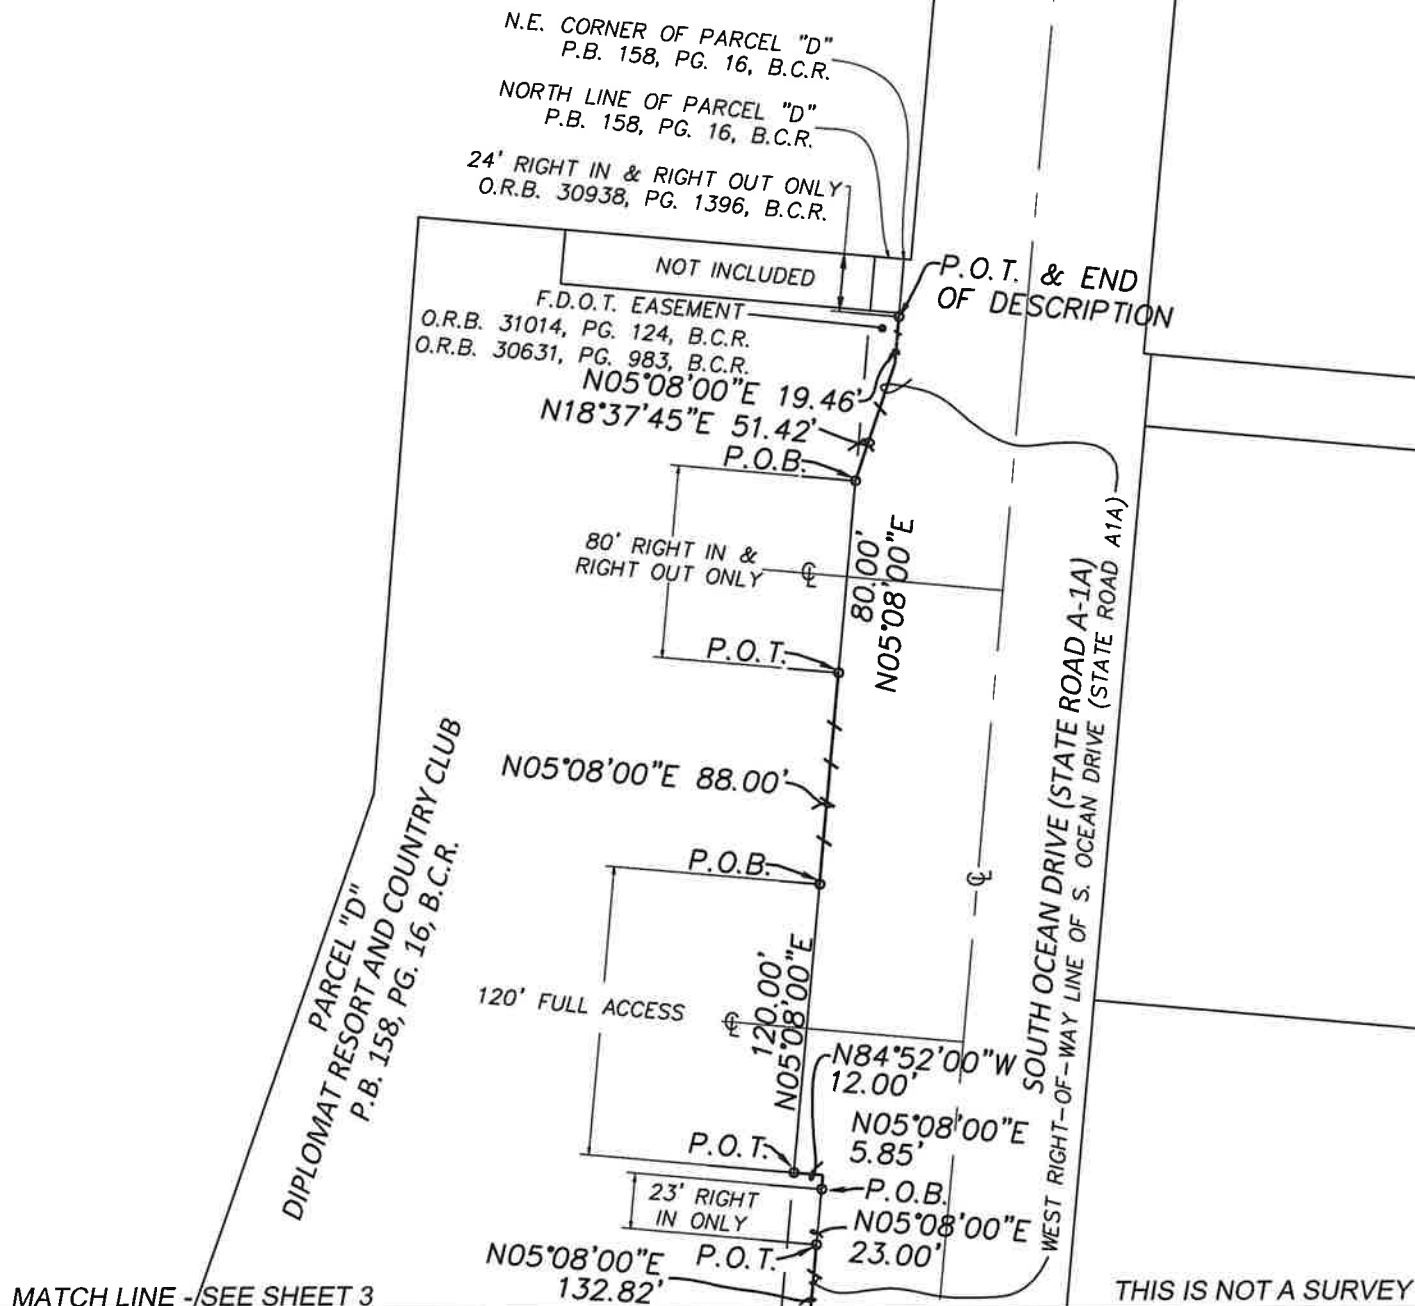 N.E. CORNER OF PARCEL "D"
P.B. 158, PG. 16, B.C.R.
NORTH LINE OF PARCEL "D"
P.B. 158, PG. 16, B.C.R.
24' RIGHT IN & RIGHT OUT ONLY
O.R.B. 30938, PG. 1396, B.C.R.
NOT INCLUDED
P.O.T. & END
OF DESCRIPTION
F.D.O.T. EASEMENT
O.R.B. 31014, PG. 124, B.C.R.
O.R.B. 30631, PG. 983, B.C.R.
N05°08'00"E 19.46'
N18°37'45"E 51.42'
P.O.B.
80' RIGHT IN &
RIGHT OUT ONLY
℄
80.00'
N05°08'00"E
P.O.T.
N05°08'00"E 88.00'
P.O.B.
℄
SOUTH OCEAN DRIVE (STATE ROAD A-1A)
WEST RIGHT-OF-WAY LINE OF S. OCEAN DRIVE (STATE ROAD A1A)
PARCEL "D"
DIPLOMAT RESORT AND COUNTRY CLUB
P.B. 158, PG. 16, B.C.R.
120' FULL ACCESS
℄
120.00'
N05°08'00"E
N84°52'00"W
12.00'
N05°08'00"E
5.85'
P.O.T.
P.O.B.
23' RIGHT
IN ONLY
N05°08'00"E
23.00'
P.O.T.
N05°08'00"E
132.82'
MATCH LINE - SEE SHEET 3
THIS IS NOT A SURVEY